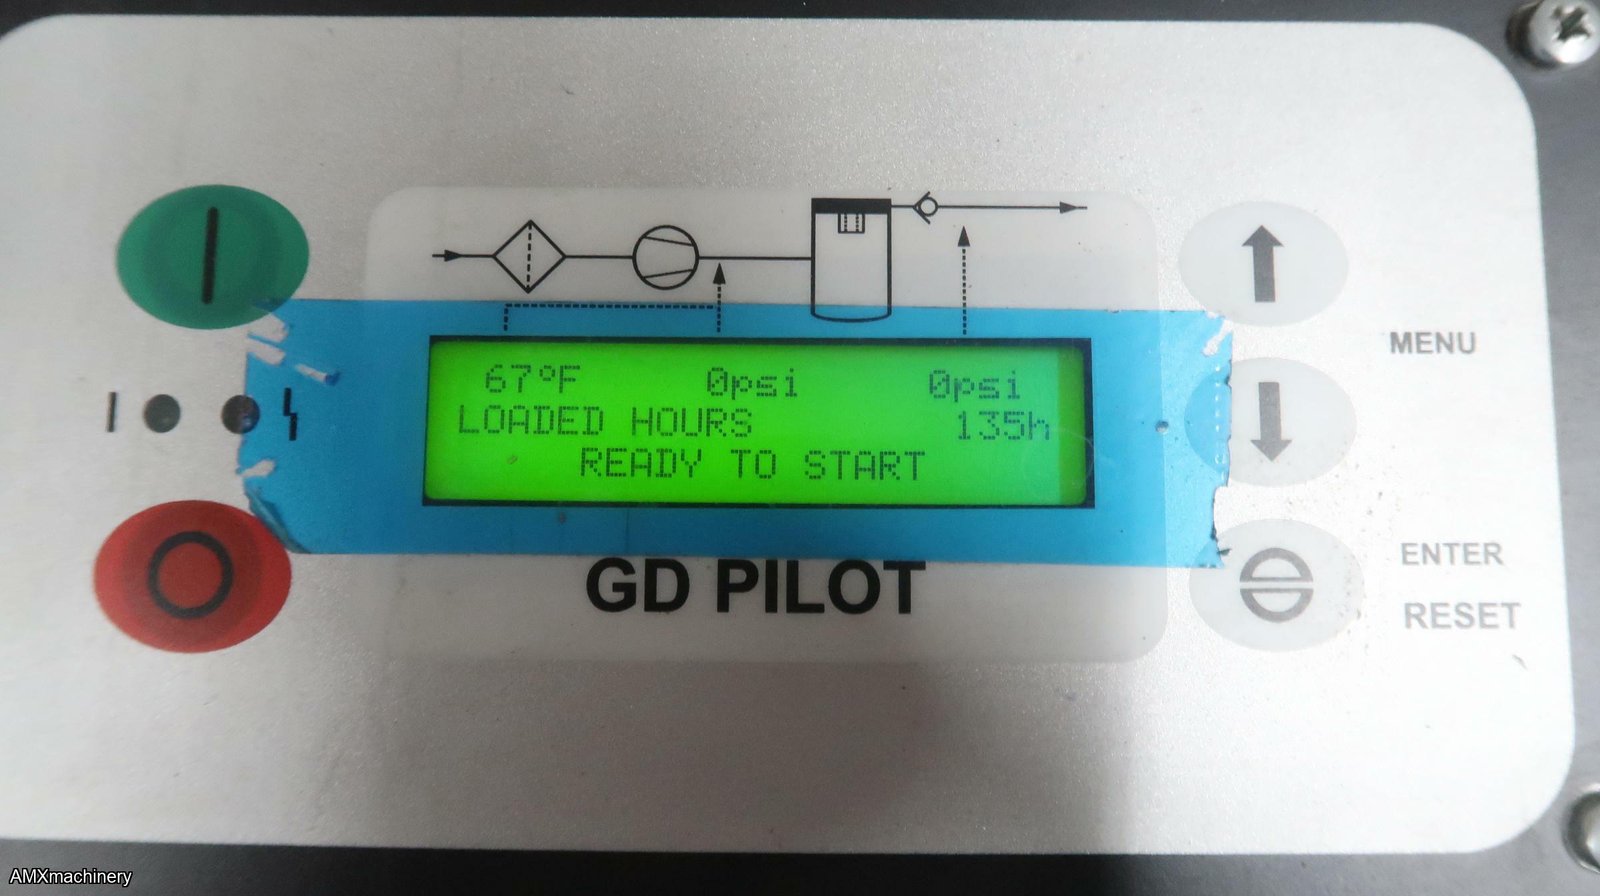 67°F 0psi 0psi
LOADED HOURS 135h
READY TO START
GD PILOT
MENU
ENTER
RESET
AMXmachinery